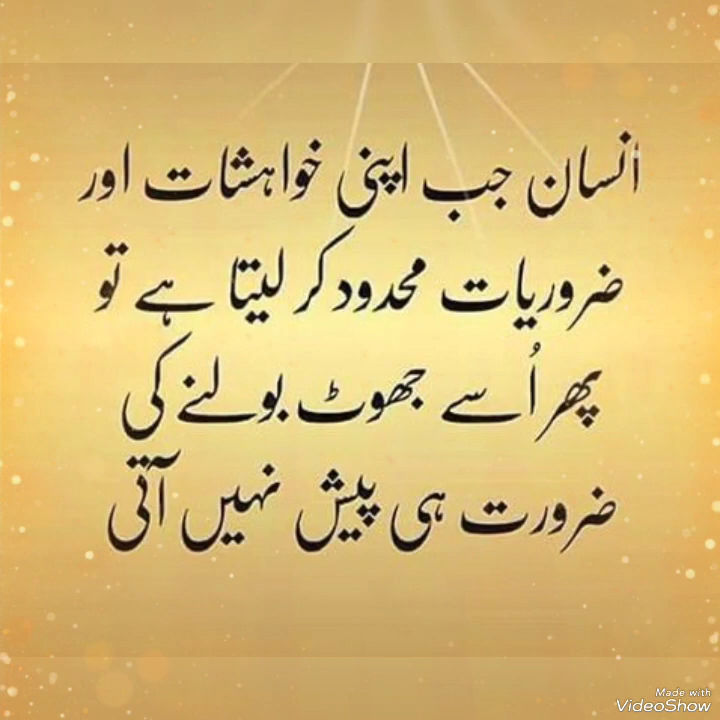 انسان جب اپنی خواہشات اور
ضروریات محدود کر لیتا ہے تو
پھر اُسے جھوٹ بولنے کی
ضرورت ہی پیش نہیں آتی
Made with
VideoShow